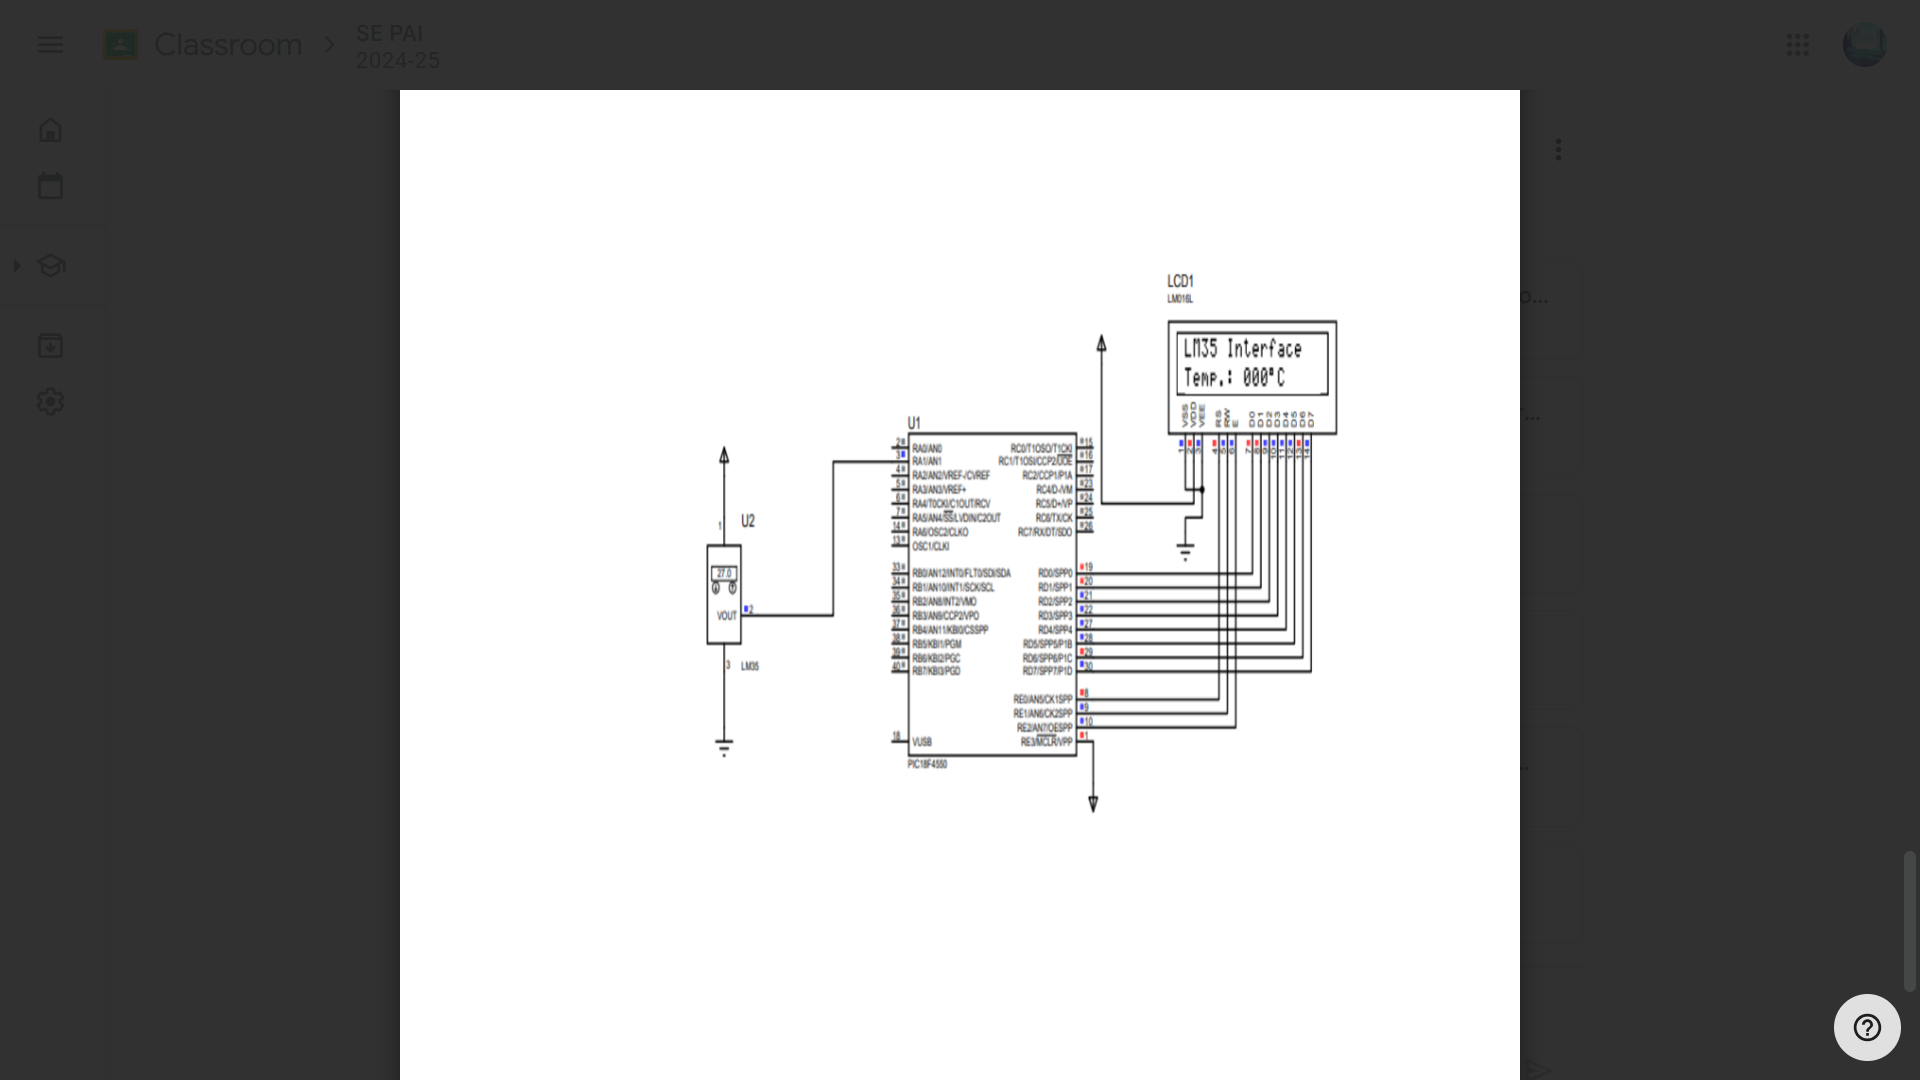 Classroom
SE PAI
2024-25
LCD1
LM016L
LM35 Interface
Temp.: 000°C
VSS
VDD
VEE
RS
RW
E
D0
D1
D2
D3
D4
D5
D6
D7
1
2
3
4
5
6
7
8
9
10
11
12
13
14
U2
1
27.0
VOUT
2
3
LM35
U1
2 RA0/AN0
3 RA1/AN1
4 RA2/AN2/VREF-/CVREF
5 RA3/AN3/VREF+
6 RA4/T0CKI/C1OUT/RCV
7 RA5/AN4/SS/LVDIN/C2OUT
14 RA6/OSC2/CLKO
13 OSC1/CLKI
33 RB0/AN12/INT0/FLT0/SDI/SDA
34 RB1/AN10/INT1/SCK/SCL
35 RB2/AN8/INT2/VMO
36 RB3/AN9/CCP2/VPO
37 RB4/AN11/KBI0/CSSPP
38 RB5/KBI1/PGM
39 RB6/KBI2/PGC
40 RB7/KBI3/PGD
18 VUSB
RC0/T1OSO/T1CKI 15
RC1/T1OSI/CCP2/UOE 16
RC2/CCP1/P1A 17
RC4/D-/VM 23
RC5/D+/VP 24
RC6/TX/CK 25
RC7/RX/DT/SDO 26
RD0/SPP0 19
RD1/SPP1 20
RD2/SPP2 21
RD3/SPP3 22
RD4/SPP4 27
RD5/SPP5/P1B 28
RD6/SPP6/P1C 29
RD7/SPP7/P1D 30
RE0/AN5/CK1SPP 8
RE1/AN6/CK2SPP 9
RE2/AN7/OESPP 10
RE3/MCLR/VPP 1
PIC18F4550